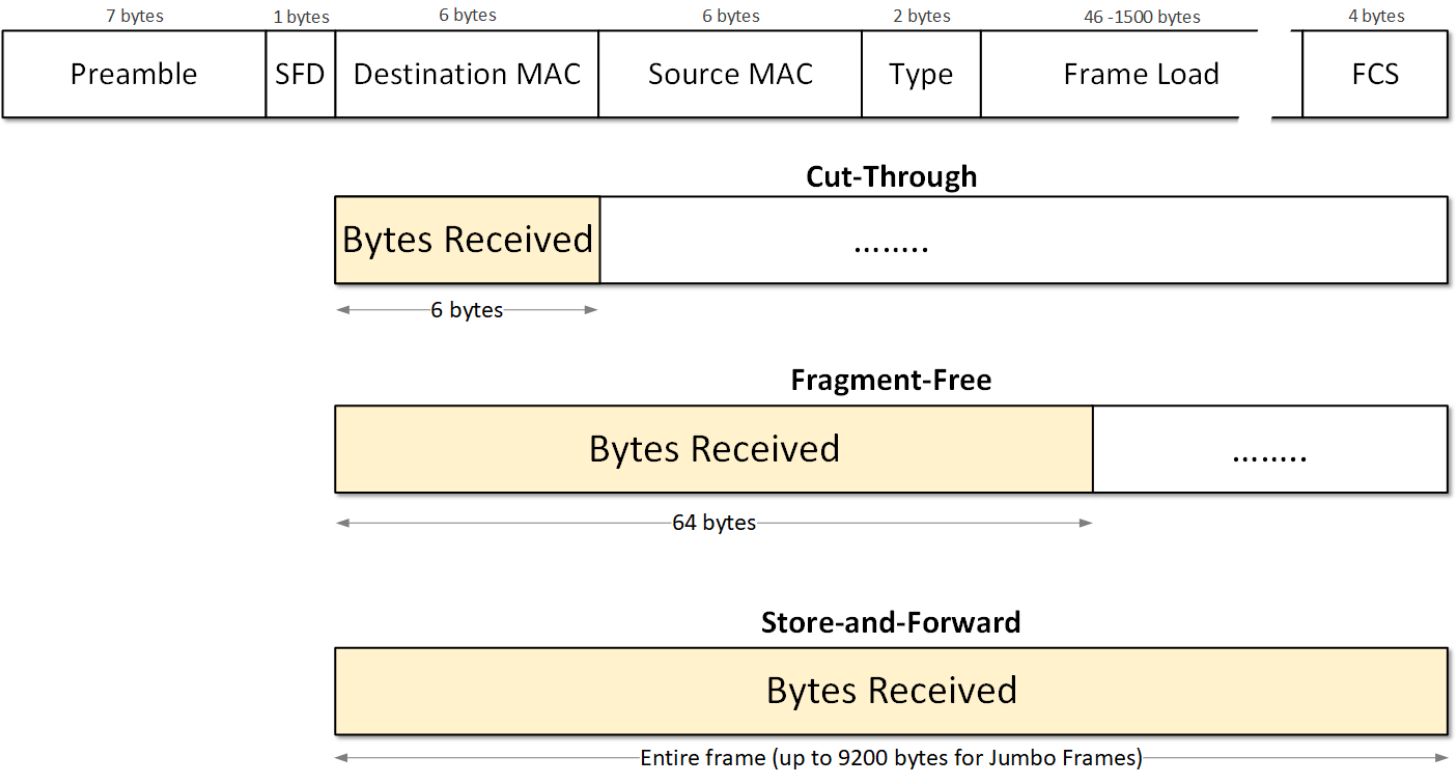 7 bytes 1 bytes 6 bytes 6 bytes 2 bytes 46 -1500 bytes 4 bytes
Preamble SFD Destination MAC Source MAC Type Frame Load FCS
Cut-Through
Bytes Received ........
6 bytes
Fragment-Free
Bytes Received ........
64 bytes
Store-and-Forward
Bytes Received
Entire frame (up to 9200 bytes for Jumbo Frames)